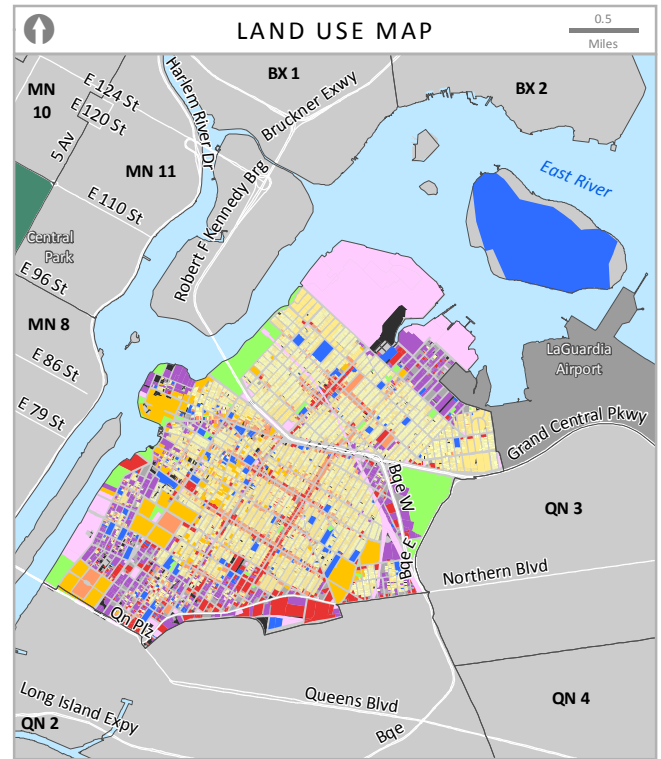 LAND USE MAP
0.5
Miles
MN
10
E 124 St
E 120 St
5 Av
Harlem River Dr
BX 1
Bruckner Exwy
BX 2
MN 11
E 110 St
Robert F Kennedy Brg
East River
Central
Park
E 96 St
MN 8
E 86 St
E 79 St
LaGuardia
Airport
Grand Central Pkwy
Bqe W
Bqe E
QN 3
Northern Blvd
Qn Plz
Queens Blvd
QN 4
Long Island Expy
QN 2
Bqe